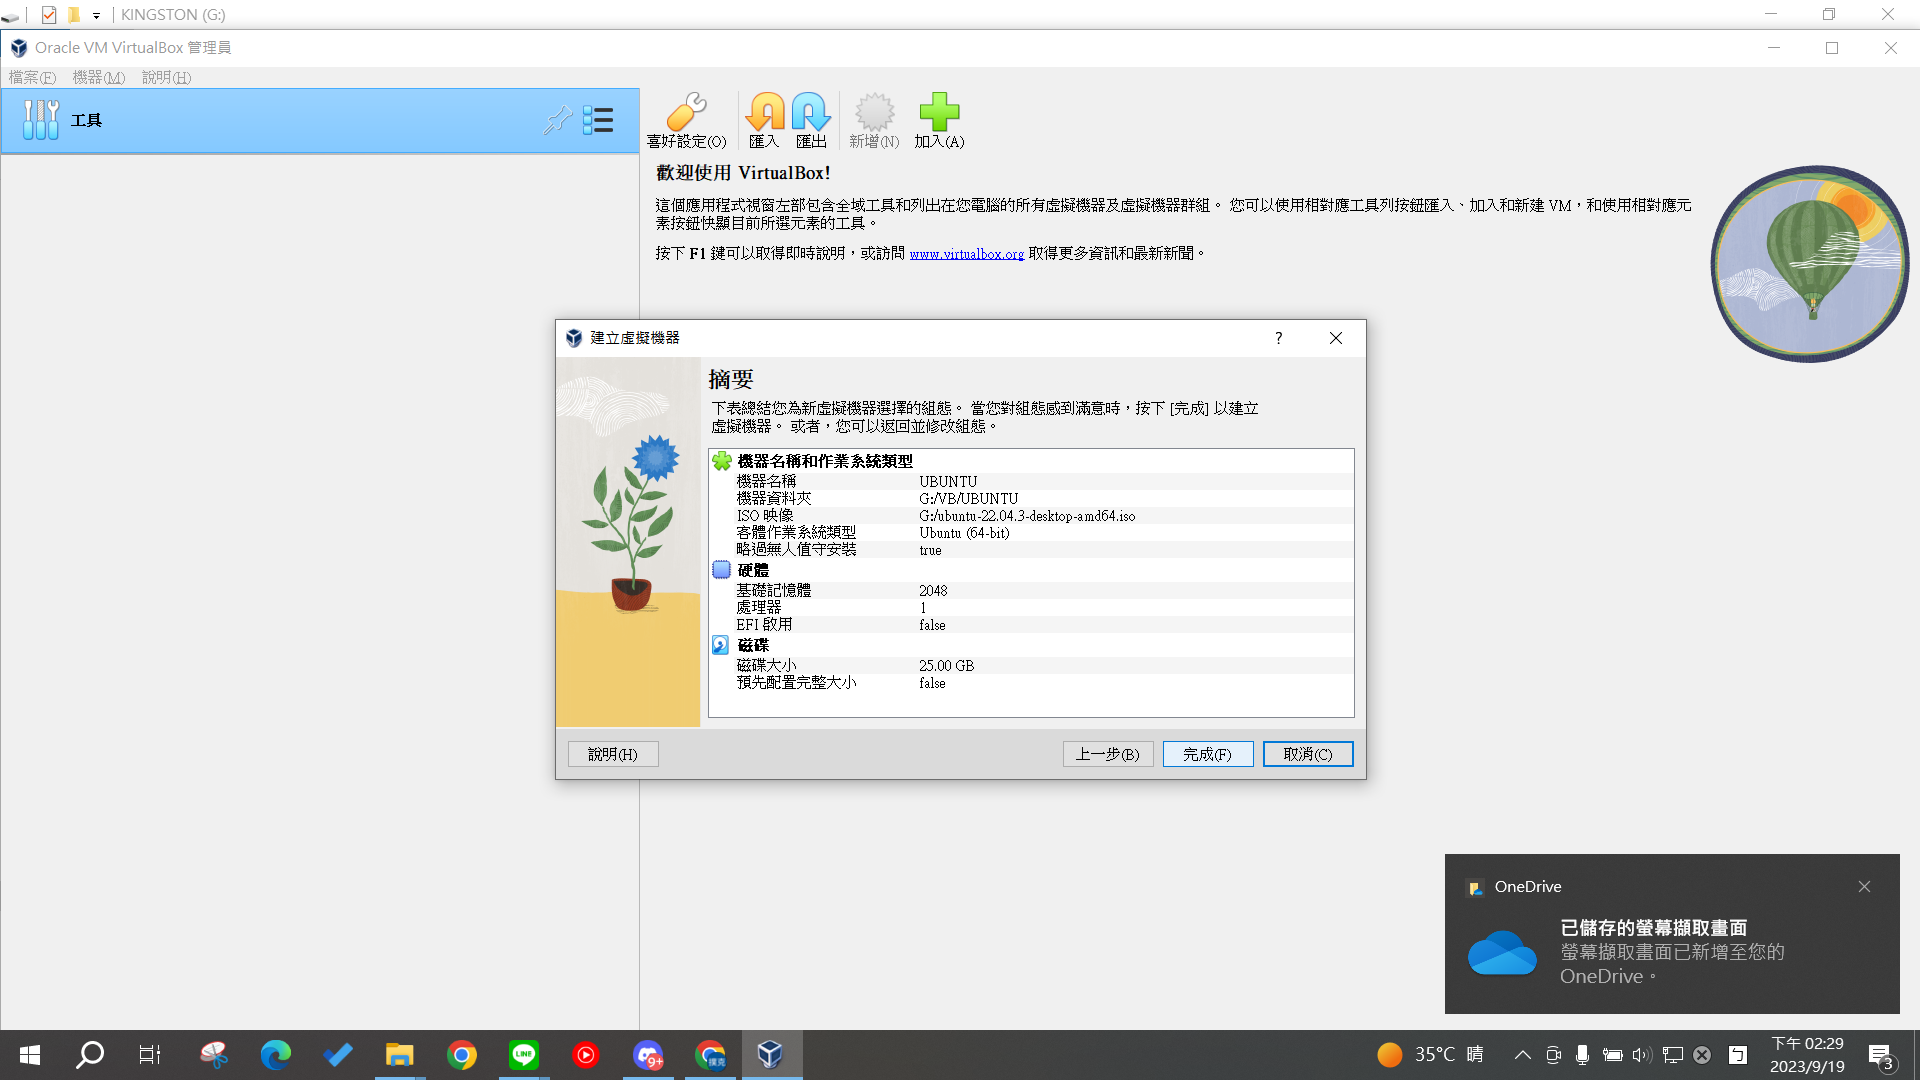 KINGSTON (G:)
Oracle VM VirtualBox 管理員
檔案(F) 機器(M) 說明(H)
工具
喜好設定(O) 匯入 匯出 新增(N) 加入(A)
歡迎使用 VirtualBox!
這個應用程式視窗左部包含全域工具和列出在您電腦的所有虛擬機器及虛擬機器群組。 您可以使用相對應工具列按鈕匯入、加入和新建 VM，和使用相對應元
素按鈕快顯目前所選元素的工具。
按下 F1 鍵可以取得即時說明，或訪問 www.virtualbox.org 取得更多資訊和最新新聞。
建立虛擬機器
?
摘要
下表總結您為新虛擬機器選擇的組態。 當您對組態感到滿意時，按下 [完成] 以建立
虛擬機器。 或者，您可以返回並修改組態。
機器名稱和作業系統類型
機器名稱 UBUNTU
機器資料夾 G:/VB/UBUNTU
ISO 映像 G:/ubuntu-22.04.3-desktop-amd64.iso
客體作業系統類型 Ubuntu (64-bit)
略過無人值守安裝 true
硬體
基礎記憶體 2048
處理器 1
EFI 啟用 false
磁碟
磁碟大小 25.00 GB
預先配置完整大小 false
說明(H) 上一步(B) 完成(F) 取消(C)
OneDrive
已儲存的螢幕擷取畫面
螢幕擷取畫面已新增至您的
OneDrive。
LINE
9+
撲克
35°C 晴
ㄅ
下午 02:29
2023/9/19
3